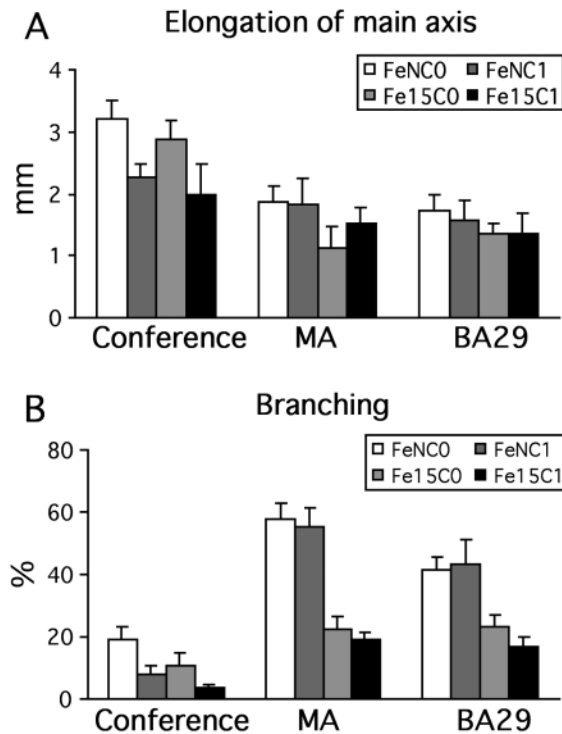 A Elongation of main axis
FeNC0 FeNC1
Fe15C0 Fe15C1
4
3
2
1
0
mm
Conference MA BA29
B Branching
FeNC0 FeNC1
Fe15C0 Fe15C1
80
60
40
20
0
%
Conference MA BA29